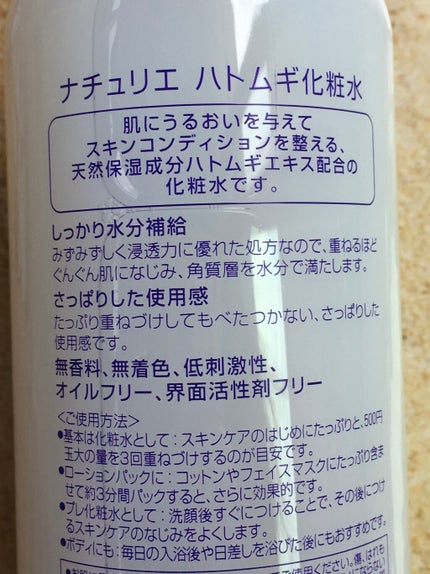 ナチュリエ ハトムギ化粧水
肌にうるおいを与えて
スキンコンディションを整える、
天然保湿成分ハトムギエキス配合の
化粧水です。
しっかり水分補給
みずみずしく浸透力に優れた処方なので、重ねるほど
ぐんぐん肌になじみ、角質層を水分で満たします。
さっぱりした使用感
たっぷり重ねづけしてもべたつかない、さっぱりした
使用感です。
無香料、無着色、低刺激性、
オイルフリー、界面活性剤フリー
<ご使用方法>
●基本は化粧水として：スキンケアのはじめにたっぷりと、500円
玉大の量を3回重ねづけするのが目安です。
●ローションパックに：コットンやフェイスマスクにたっぷり含ま
せて約3分間パックすると、さらに効果的です。
●プレ化粧水として：洗顔後すぐにつけることで、その後につけ
るスキンケアのなじみをよくします。
●ボディにも：毎日の入浴後や日差しを浴びた後にもおすすめです。
ご使用ください。傷、はれも